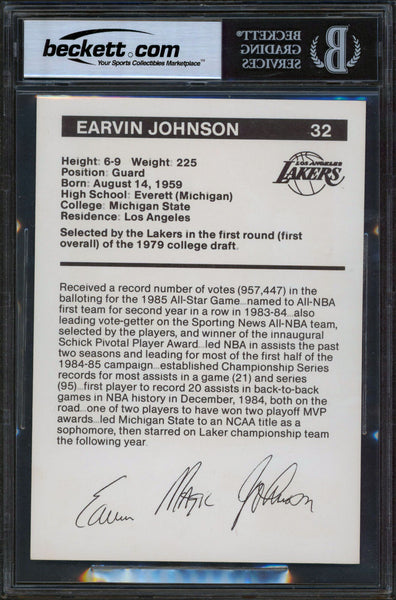 beckett.com
Your Sports Collectibles Marketplace™
BECKETT
GRADING
SERVICES
B
EARVIN JOHNSON 32
Height: 6-9 Weight: 225
Position: Guard
Born: August 14, 1959
High School: Everett (Michigan)
College: Michigan State
Residence: Los Angeles
LOS ANGELES
LAKERS
Selected by the Lakers in the first round (first
overall) of the 1979 college draft.
Received a record number of votes (957,447) in the
balloting for the 1985 All-Star Game...named to All-NBA
first team for second year in a row in 1983-84...also
leading vote-getter on the Sporting News All-NBA team,
selected by the players, and winner of the innaugural
Schick Pivotal Player Award...led NBA in assists the past
two seasons and leading for most of the first half of the
1984-85 campaign...established Championship Series
records for most assists in a game (21) and series
(95)...first player to record 20 assists in back-to-back
games in NBA history in December, 1984, both on the
road...one of two players to have won two playoff MVP
awards...led Michigan State to an NCAA title as a
sophomore, then starred on Laker championship team
the following year.
Earvin Magic Johnson